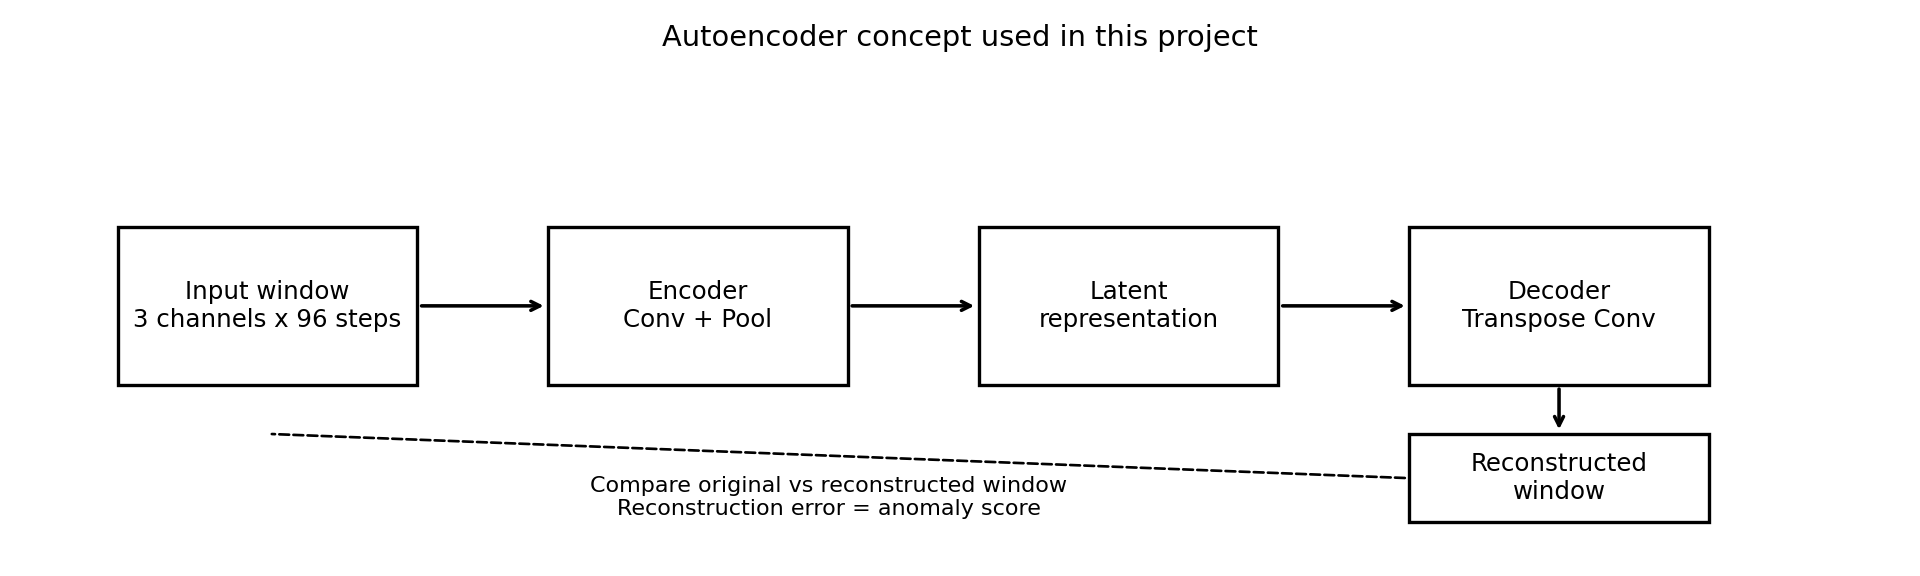 Autoencoder concept used in this project
Input window
3 channels x 96 steps
Encoder
Conv + Pool
Latent
representation
Decoder
Transpose Conv
Reconstructed
window
Compare original vs reconstructed window
Reconstruction error = anomaly score